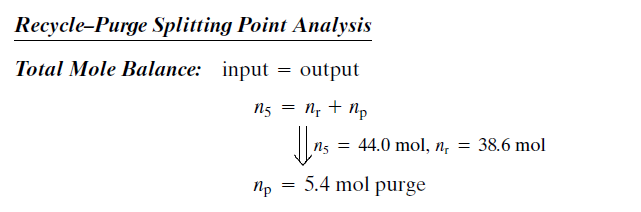 Recycle–Purge Splitting Point Analysis
Total Mole Balance: input = output
n5 = nr + np
n5 = 44.0 mol, nr = 38.6 mol
np = 5.4 mol purge